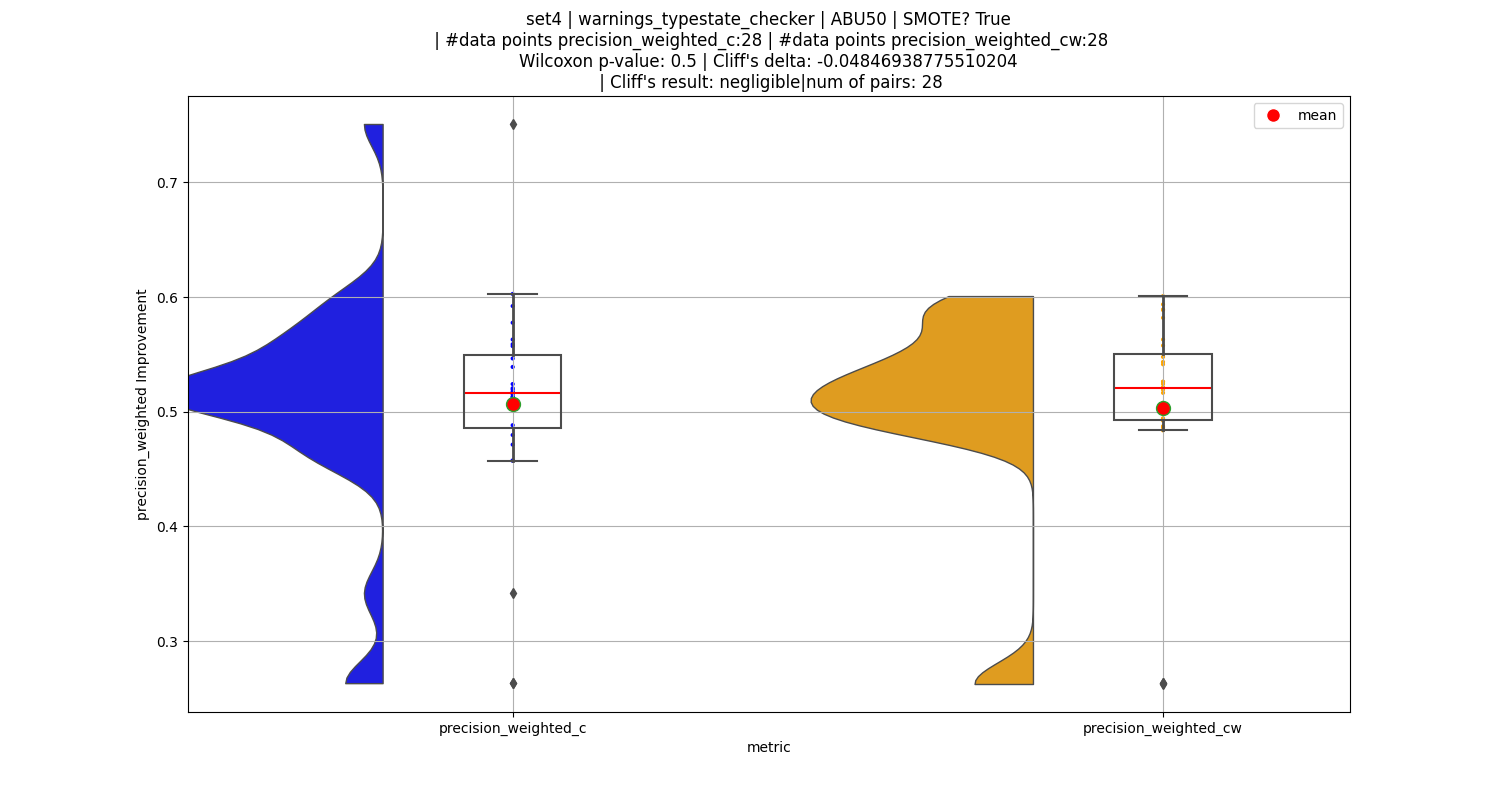 set4 | warnings_typestate_checker | ABU50 | SMOTE? True
| #data points precision_weighted_c:28 | #data points precision_weighted_cw:28
Wilcoxon p-value: 0.5 | Cliff's delta: -0.04846938775510204
| Cliff's result: negligible|num of pairs: 28
mean
0.7
0.6
0.5
0.4
0.3
precision_weighted Improvement
precision_weighted_c
precision_weighted_cw
metric